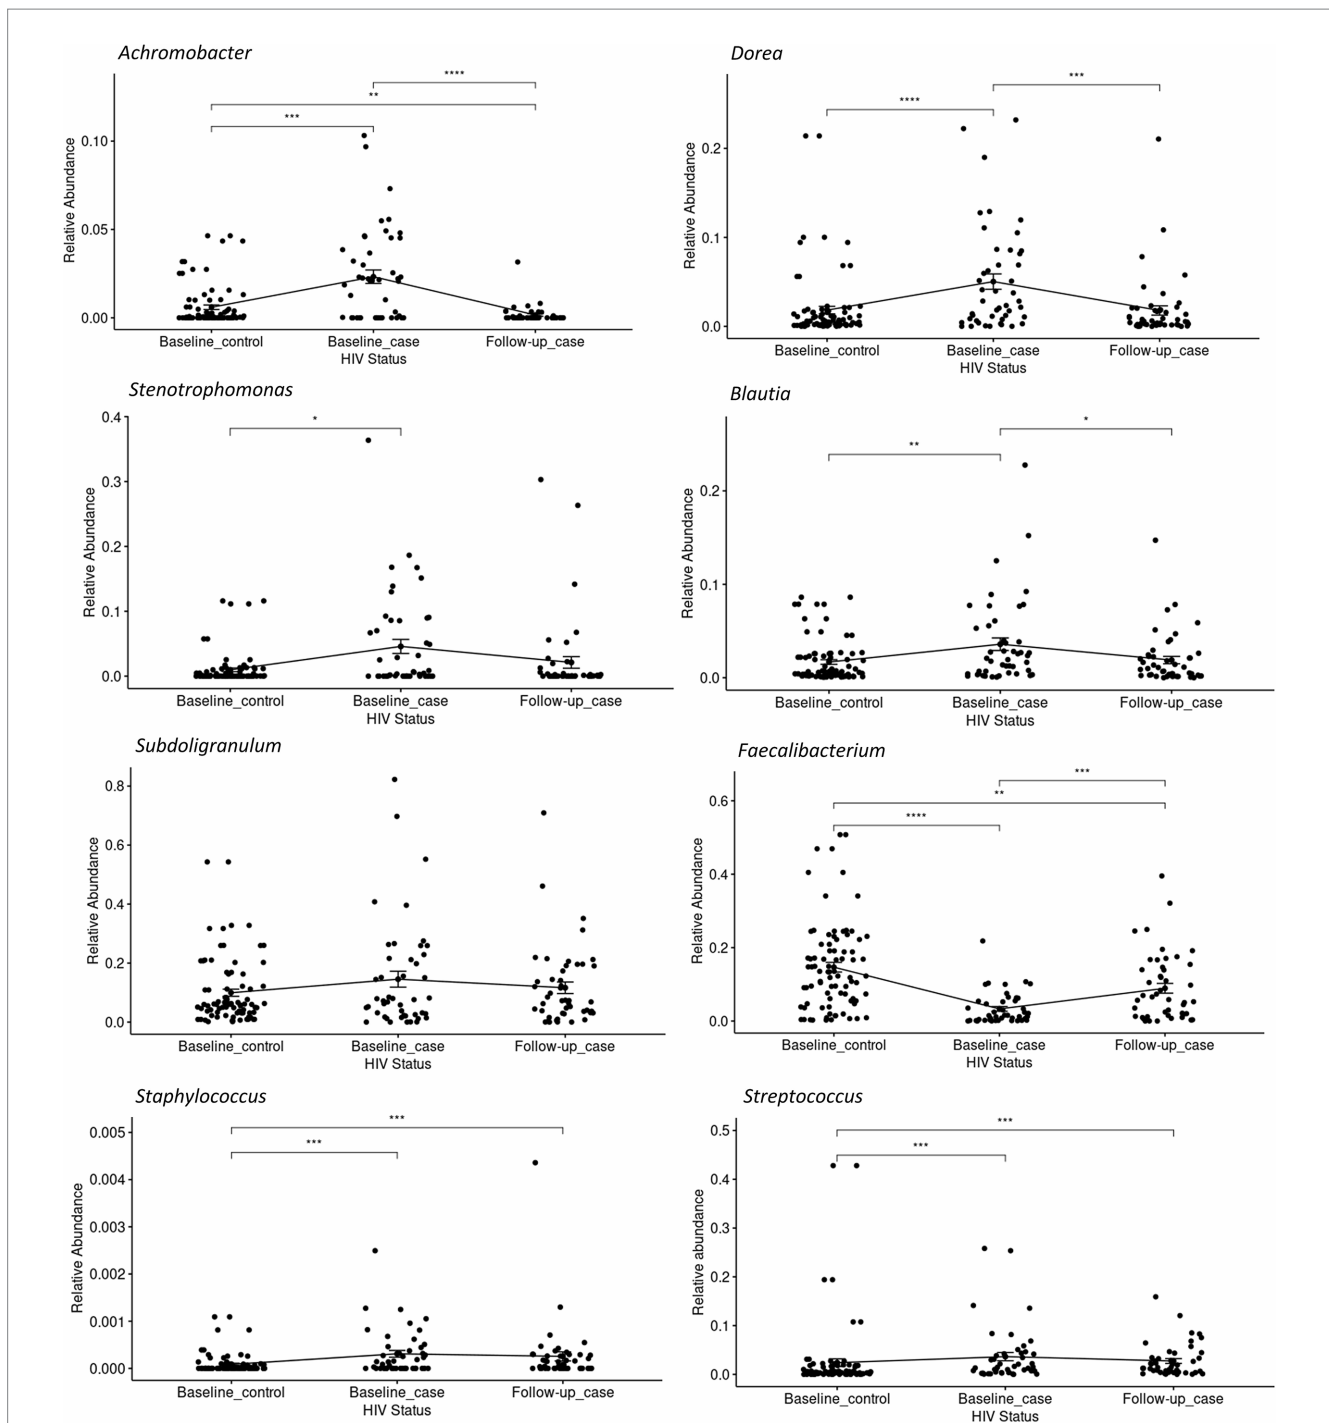 Achromobacter
****
**
***
Relative Abundance
0.10
0.05
0.00
Baseline_control Baseline_case Follow-up_case
HIV Status
Dorea
***
****
Relative Abundance
0.2
0.1
0.0
Baseline_control Baseline_case Follow-up_case
HIV Status
Stenotrophomonas
*
Relative Abundance
0.4
0.3
0.2
0.1
0.0
Baseline_control Baseline_case Follow-up_case
HIV Status
Blautia
*
**
Relative Abundance
0.2
0.1
0.0
Baseline_control Baseline_case Follow-up_case
HIV Status
Subdoligranulum
Relative Abundance
0.8
0.6
0.4
0.2
0.0
Baseline_control Baseline_case Follow-up_case
HIV Status
Faecalibacterium
***
**
****
Relative Abundance
0.6
0.4
0.2
0.0
Baseline_control Baseline_case Follow-up_case
HIV Status
Staphylococcus
***
***
Relative Abundance
0.005
0.004
0.003
0.002
0.001
0.000
Baseline_control Baseline_case Follow-up_case
HIV Status
Streptococcus
***
***
Relative abundance
0.5
0.4
0.3
0.2
0.1
0.0
Baseline_control Baseline_case Follow-up_case
HIV Status